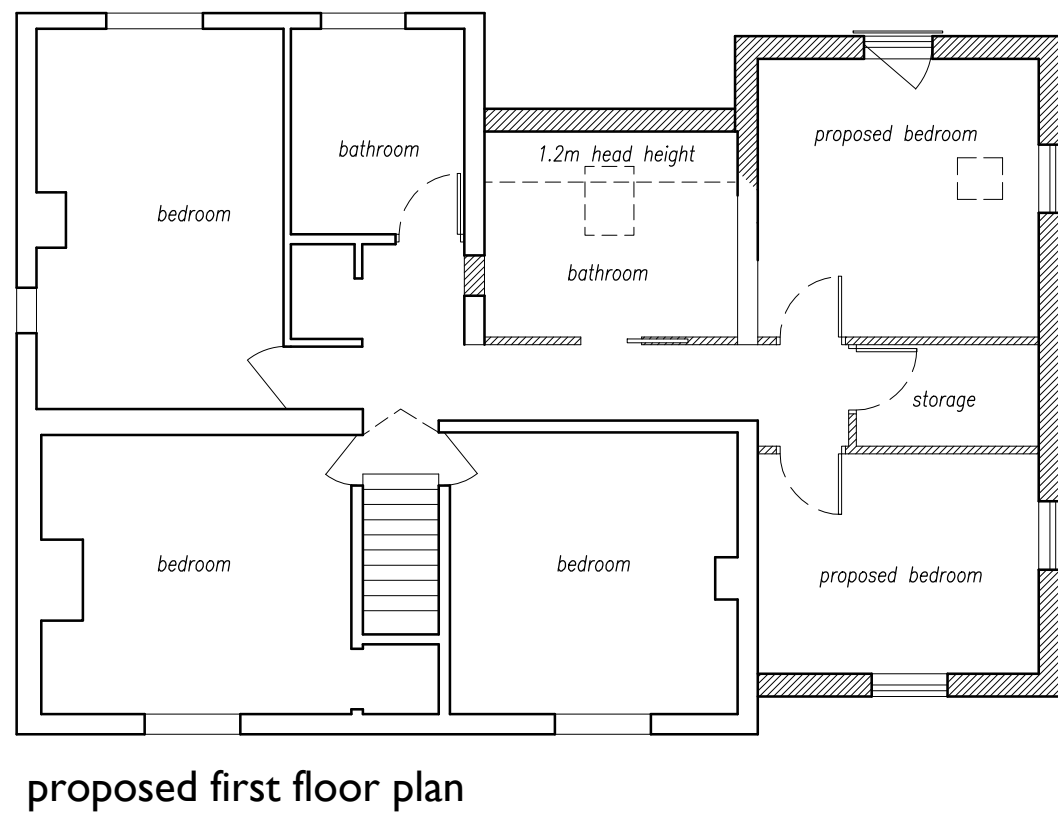 proposed bedroom
bathroom
1.2m head height
bedroom
bathroom
storage
bedroom
bedroom
proposed bedroom
proposed first floor plan